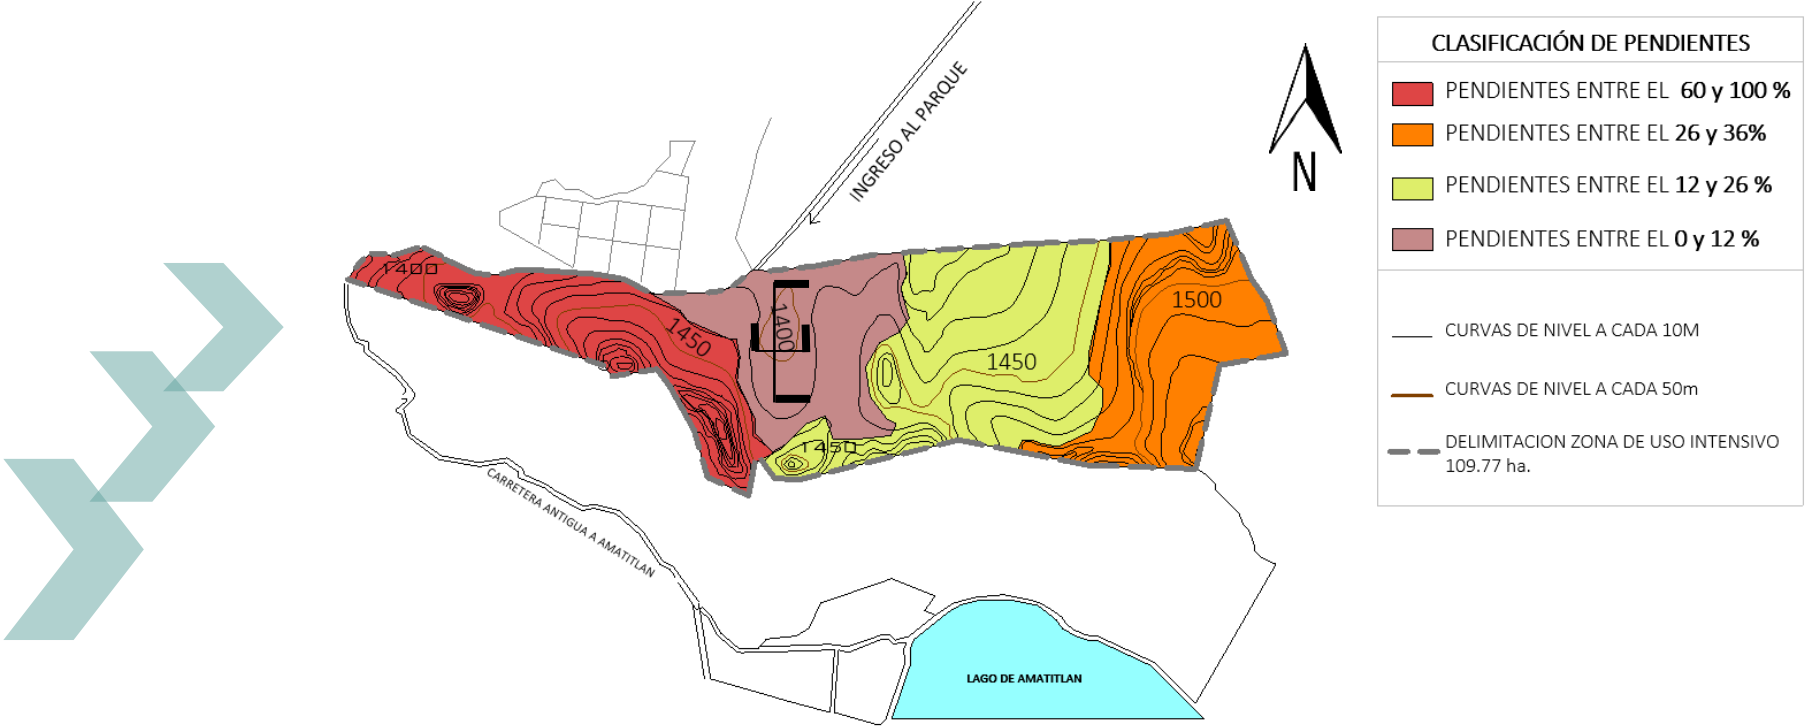 CLASIFICACIÓN DE PENDIENTES
PENDIENTES ENTRE EL 60 y 100 %
PENDIENTES ENTRE EL 26 y 36%
PENDIENTES ENTRE EL 12 y 26 %
PENDIENTES ENTRE EL 0 y 12 %
CURVAS DE NIVEL A CADA 10M
CURVAS DE NIVEL A CADA 50m
DELIMITACION ZONA DE USO INTENSIVO
109.77 ha.
N
INGRESO AL PARQUE
1400
1450
1400
1450
1450
1500
CARRETERA ANTIGUA A AMATITLAN
LAGO DE AMATITLAN